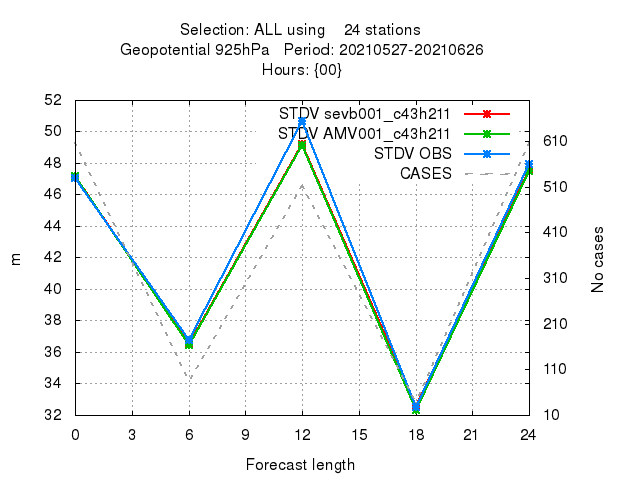 Selection: ALL using 24 stations
Geopotential 925hPa Period: 20210527-20210626
Hours: {00}
STDV sevb001_c43h211
STDV AMV001_c43h211
STDV OBS
CASES
52
50
48
46
44
42
40
38
36
34
32
m
610
510
410
310
210
110
10
No cases
0 3 6 9 12 15 18 21 24
Forecast length